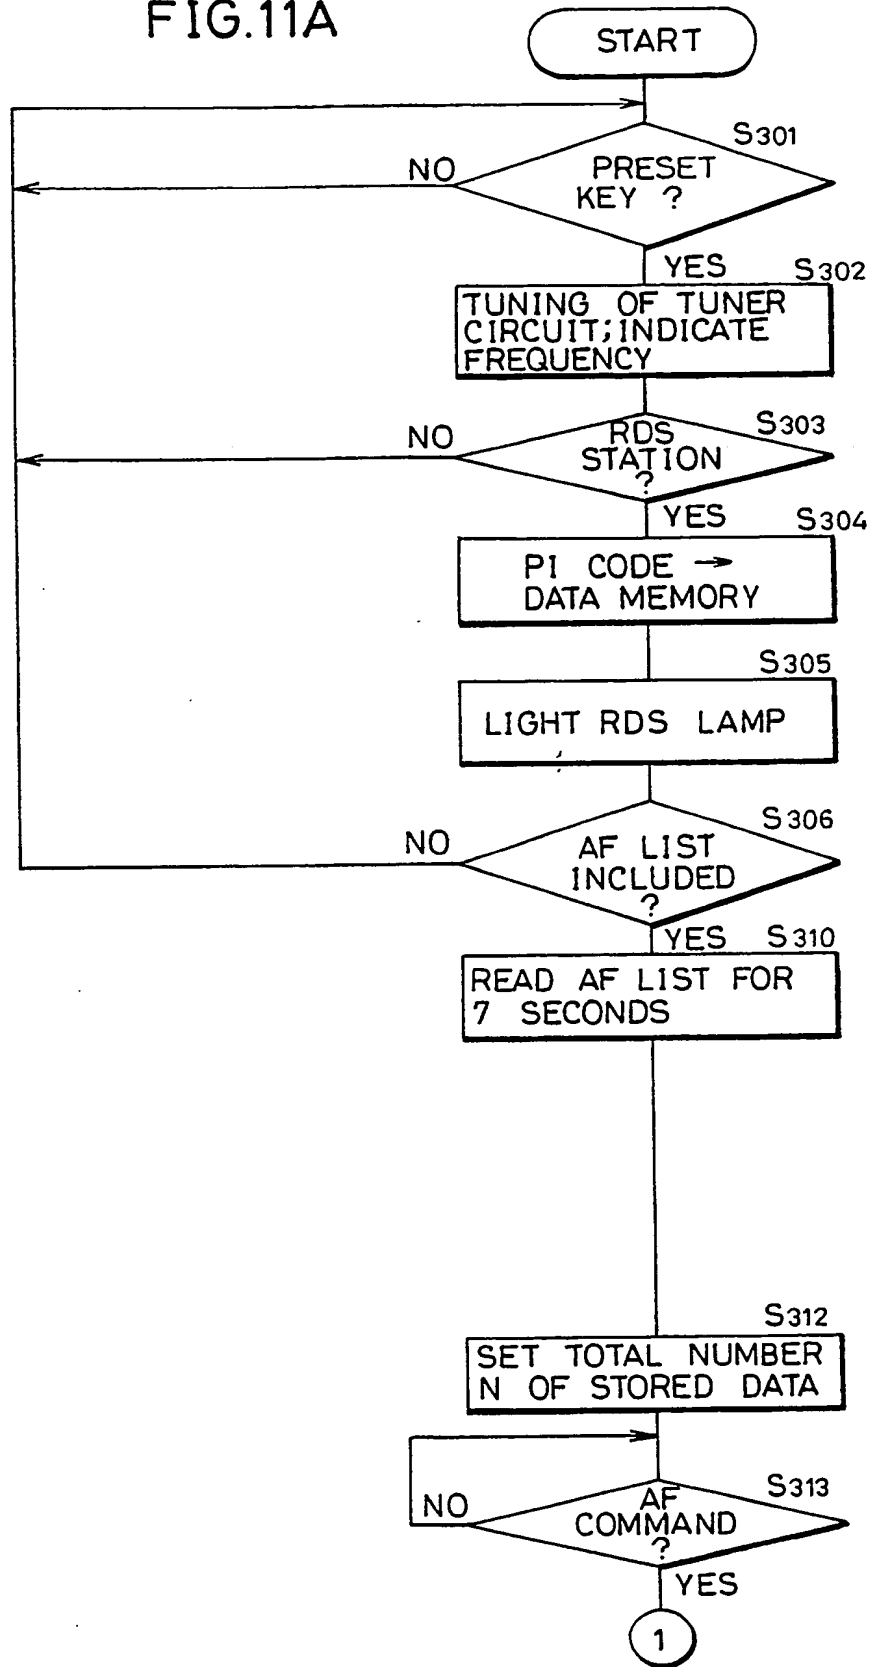 FIG.11A
START
S301
NO
PRESET
KEY ?
YES
S302
TUNING OF TUNER
CIRCUIT;INDICATE
FREQUENCY
S303
NO
RDS
STATION
?
YES
S304
PI CODE →
DATA MEMORY
S305
LIGHT RDS LAMP
S306
NO
AF LIST
INCLUDED
?
YES
S310
READ AF LIST FOR
7 SECONDS
S312
SET TOTAL NUMBER
N OF STORED DATA
S313
NO
AF
COMMAND
?
YES
1